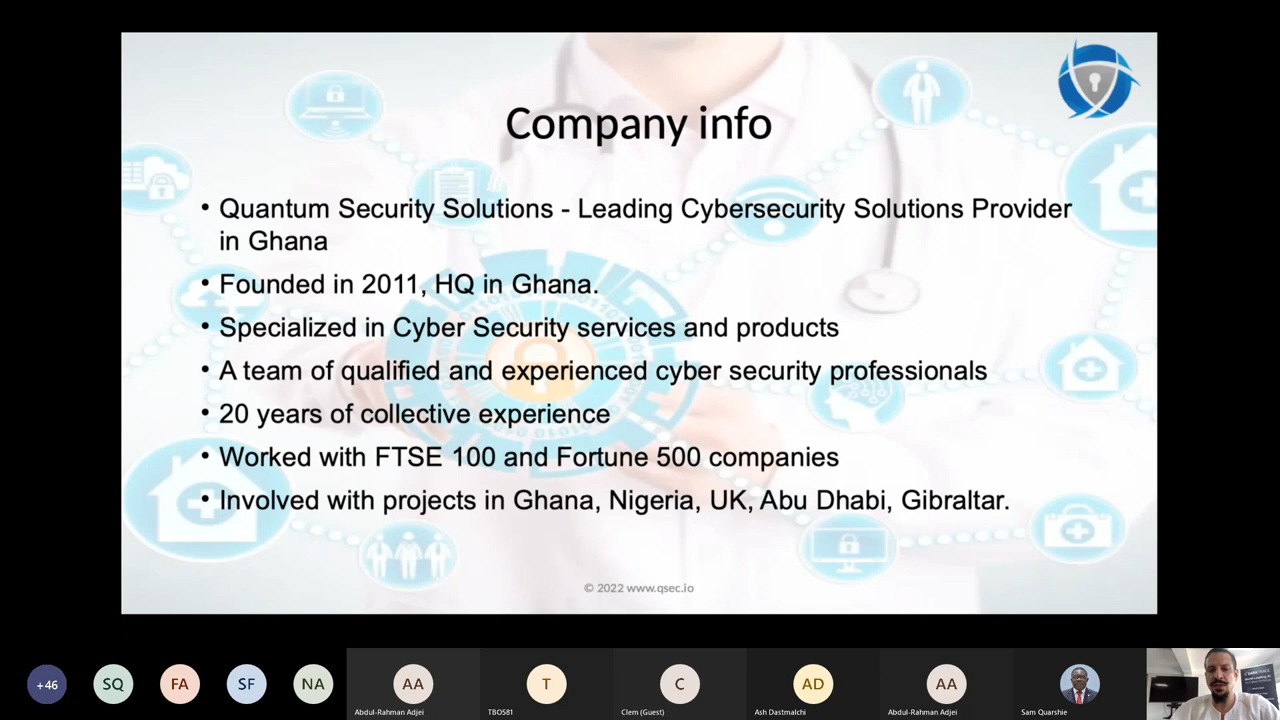 Company info
• Quantum Security Solutions - Leading Cybersecurity Solutions Provider
in Ghana
• Founded in 2011, HQ in Ghana.
• Specialized in Cyber Security services and products
• A team of qualified and experienced cyber security professionals
• 20 years of collective experience
• Worked with FTSE 100 and Fortune 500 companies
• Involved with projects in Ghana, Nigeria, UK, Abu Dhabi, Gibraltar.
© 2022 www.qsec.io
+46
SQ
FA
SF
NA
AA
T
C
AD
AA
Abdul-Rahman Adjei
TBOS81
Clem (Guest)
Ash Dastmalchi
Abdul-Rahman Adjei
Sam Quarshie